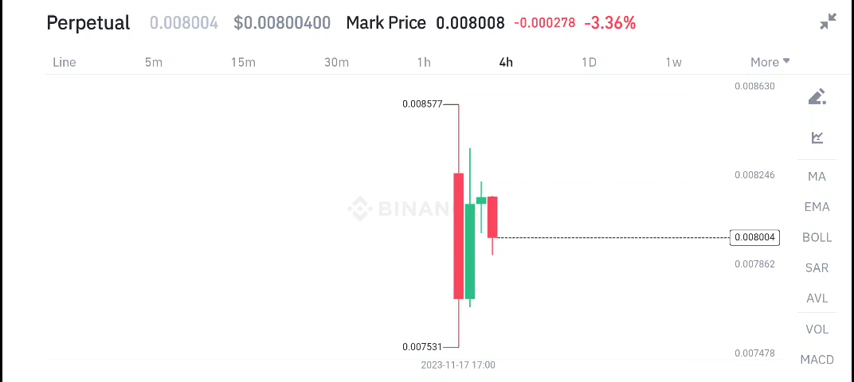 Perpetual 0.008004 $0.00800400 Mark Price 0.008008 -0.000278 -3.36%
Line 5m 15m 30m 1h 4h 1D 1w More
0.008630
0.008577
MA
0.008246
EMA
BINAN
0.008004
BOLL
0.007862
SAR
AVL
VOL
0.007531
0.007478
MACD
2023-11-17 17:00